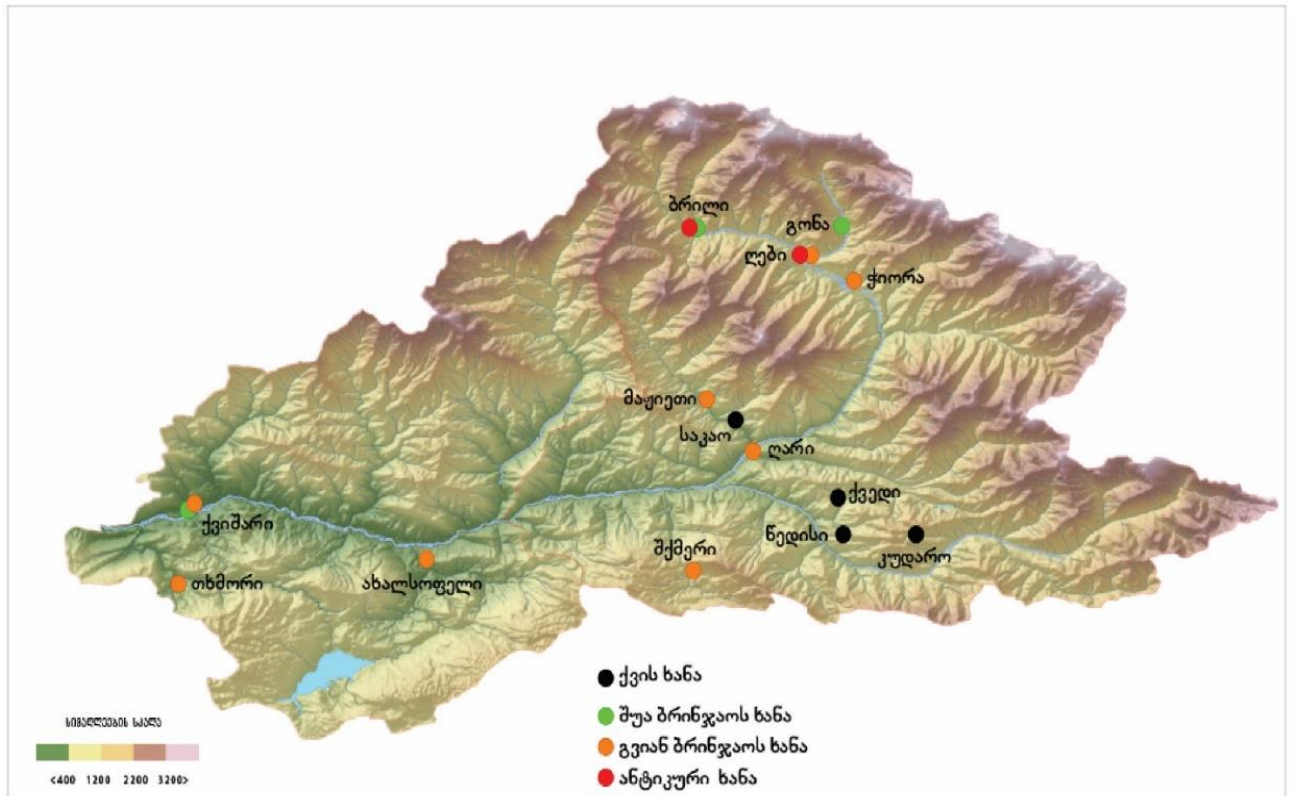 ბრილი
გონა
ღები
ჭიორა
მაჟიეთი
საკაო
ღარი
ქვედი
ქვიშარი
წედისი
კუდარო
შქმერი
თხმორი
ახალსოფელი
ქვის ხანა
შუა ბრინჯაოს ხანა
გვიან ბრინჯაოს ხანა
ანტიკური ხანა
სიმაღლეების სკალა
<400 1200 2200 3200>